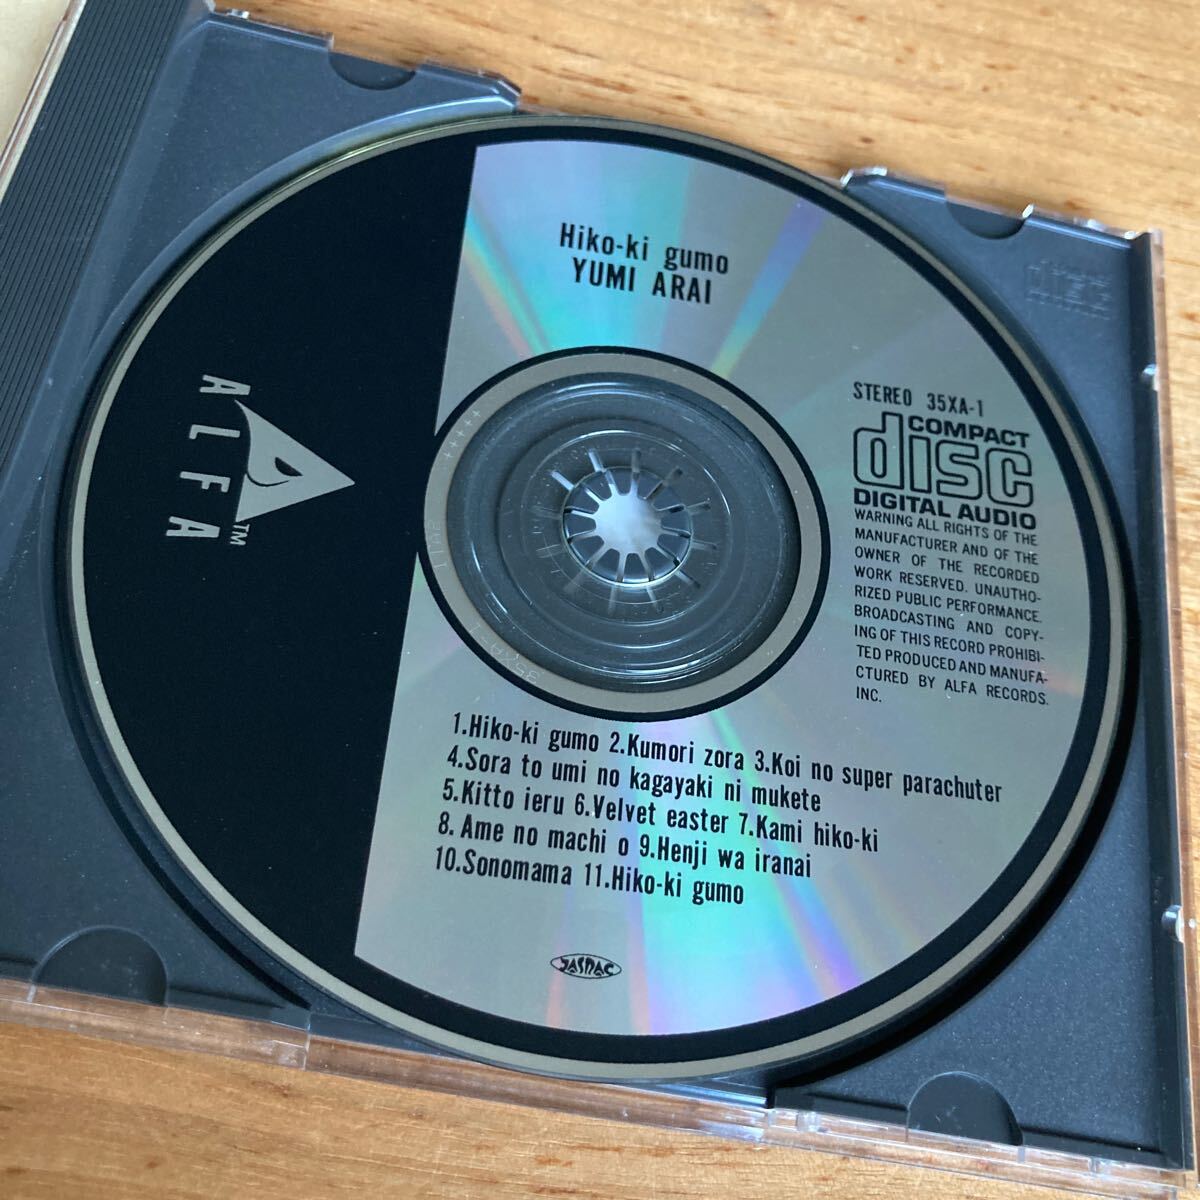 Hiko-ki gumo
YUMI ARAI
ALFA
TM
STEREO 35XA-1
COMPACT
disc
DIGITAL AUDIO
WARNING ALL RIGHTS OF THE
MANUFACTURER AND OF THE
OWNER OF THE RECORDED
WORK RESERVED. UNAUTHO-
RIZED PUBLIC PERFORMANCE.
BROADCASTING AND COPY-
ING OF THIS RECORD PROHIBI-
TED PRODUCED AND MANUFA-
CTURED BY ALFA RECORDS.
INC.
1.Hiko-ki gumo 2.Kumori zora 3.Koi no super parachuter
4.Sora to umi no kagayaki ni mukete
5.Kitto ieru 6.Velvet easter 7.Kami hiko-ki
8. Ame no machi o 9.Henji wa iranai
10.Sonomama 11.Hiko-ki gumo
JASRAC